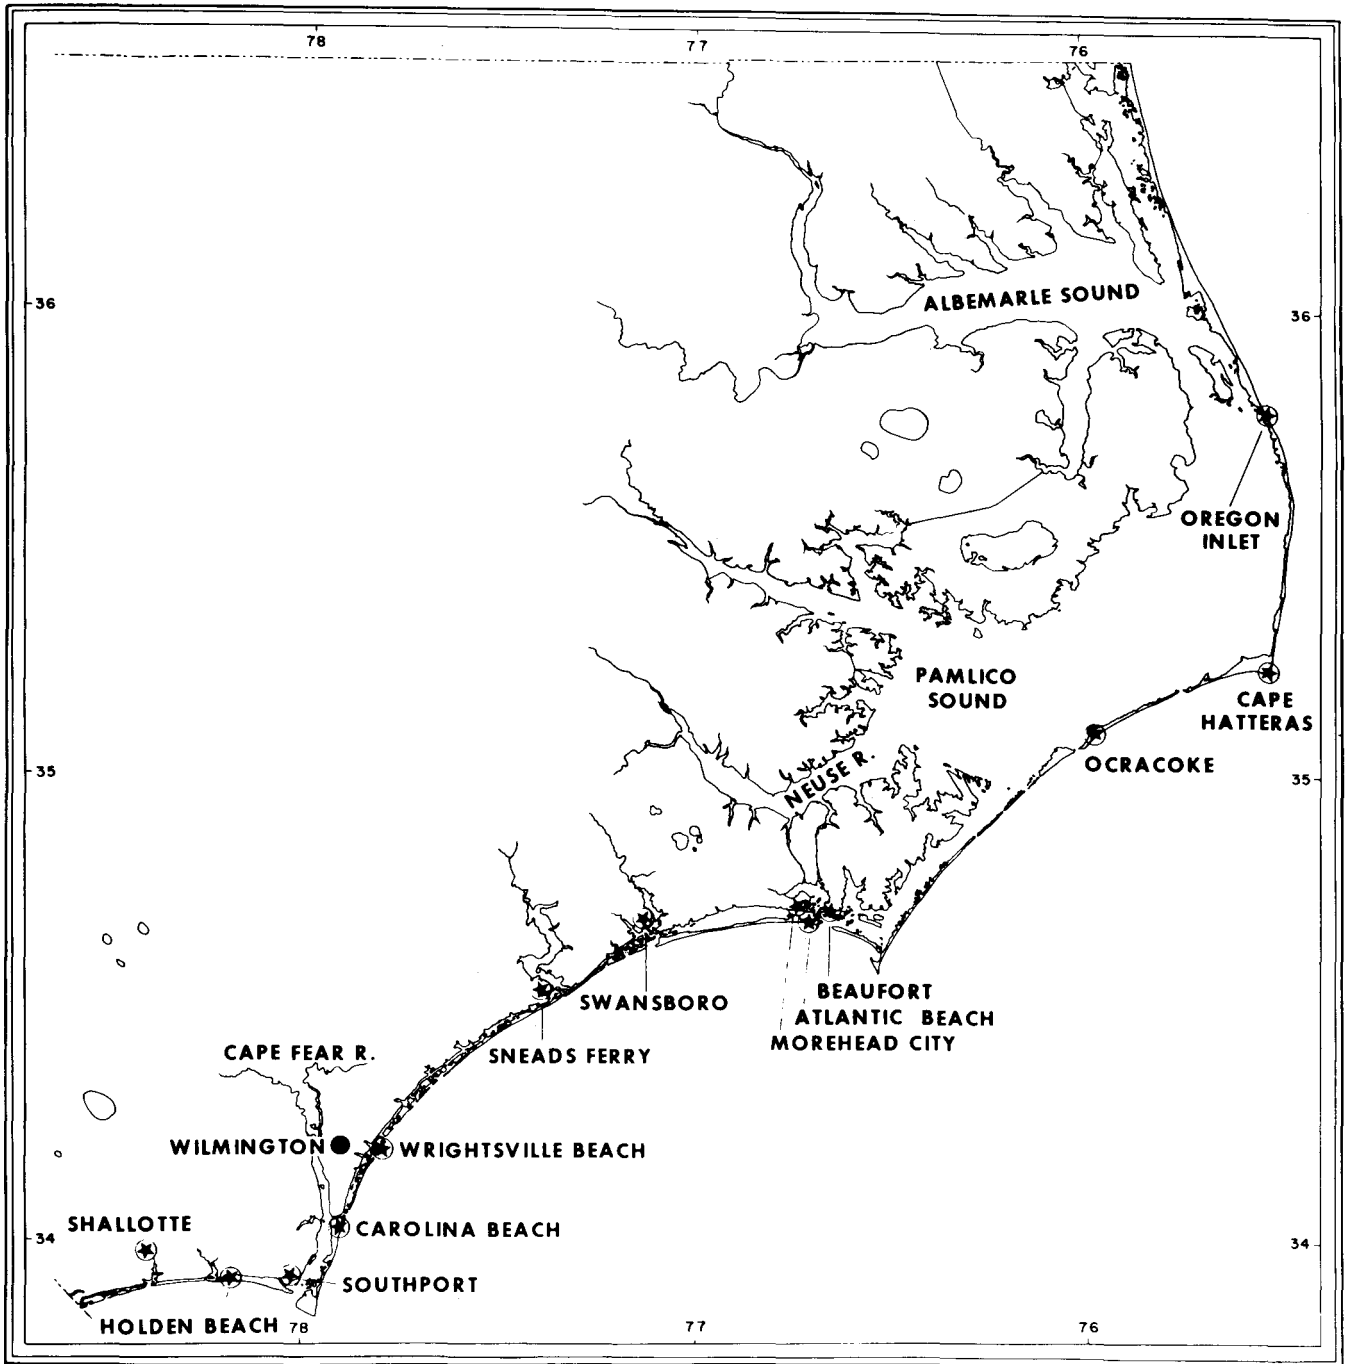 78
77
76
ALBEMARLE SOUND
36
36
OREGON
INLET
PAMLICO
SOUND
CAPE
HATTERAS
NEUSE R.
OCRACOKE
35
35
BEAUFORT
SWANSBORO
ATLANTIC BEACH
MOREHEAD CITY
SNEADS FERRY
CAPE FEAR R.
WILMINGTON
WRIGHTSVILLE BEACH
SHALLOTTE
CAROLINA BEACH
34
34
SOUTHPORT
HOLDEN BEACH
78
77
76